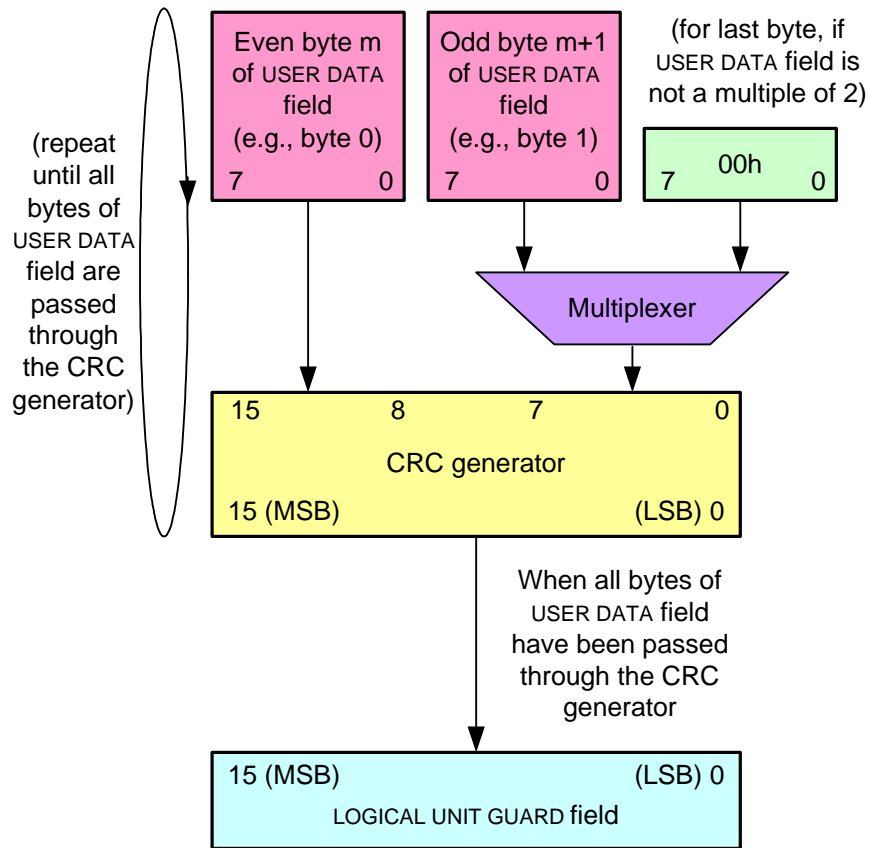 Even byte m
of USER DATA
field
(e.g., byte 0)
7 0
Odd byte m+1
of USER DATA
field
(e.g., byte 1)
7 0
(for last byte, if
USER DATA field is
not a multiple of 2)
00h
7 0
(repeat
until all
bytes of
USER DATA
field are
passed
through
the CRC
generator)
Multiplexer
15 8 7 0
CRC generator
15 (MSB) (LSB) 0
When all bytes of
USER DATA field
have been passed
through the CRC
generator
15 (MSB) (LSB) 0
LOGICAL UNIT GUARD field